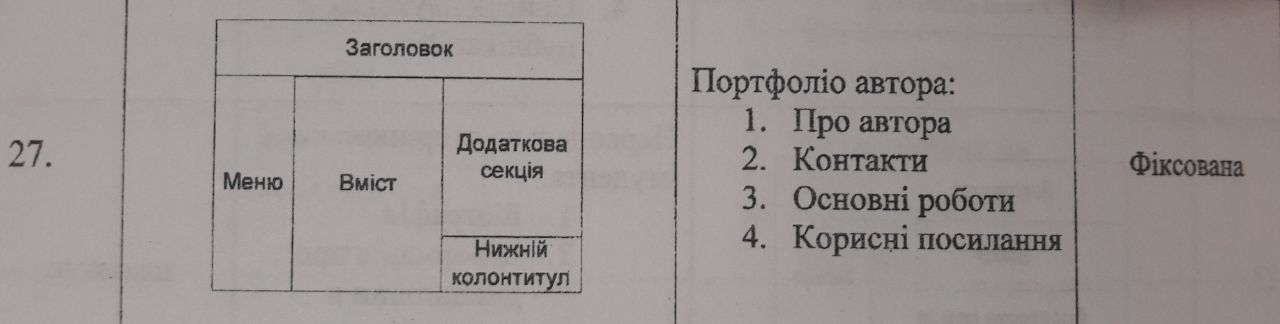 27.
Заголовок
Меню
Вміст
Додаткова
секція
Нижній
колонтитул
Портфоліо автора:
1. Про автора
2. Контакти
3. Основні роботи
4. Корисні посилання
Фіксована